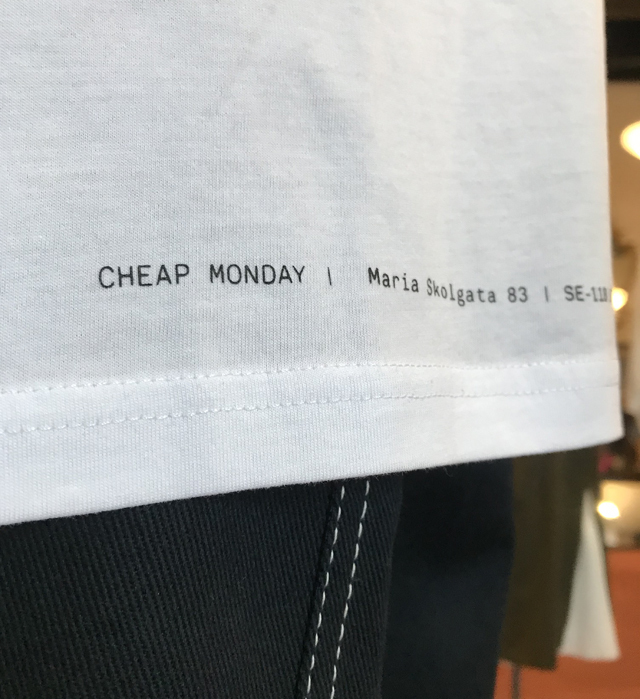 CHEAP MONDAY | Maria Skolgata 83 | SE-118